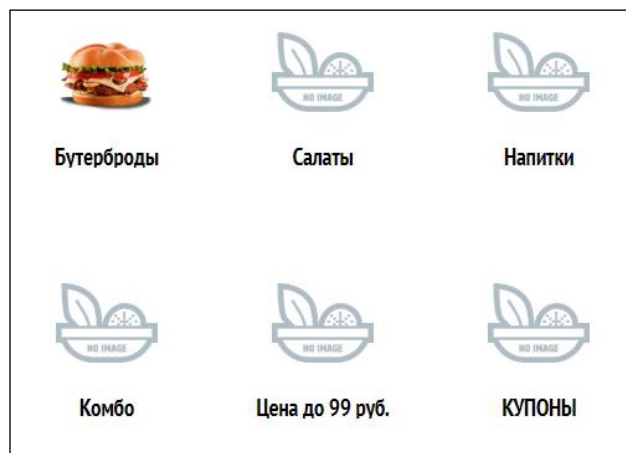 NO IMAGE
NO IMAGE
Бутерброды
Салаты
Напитки
NO IMAGE
NO IMAGE
NO IMAGE
Комбо
Цена до 99 руб.
КУПОНЫ